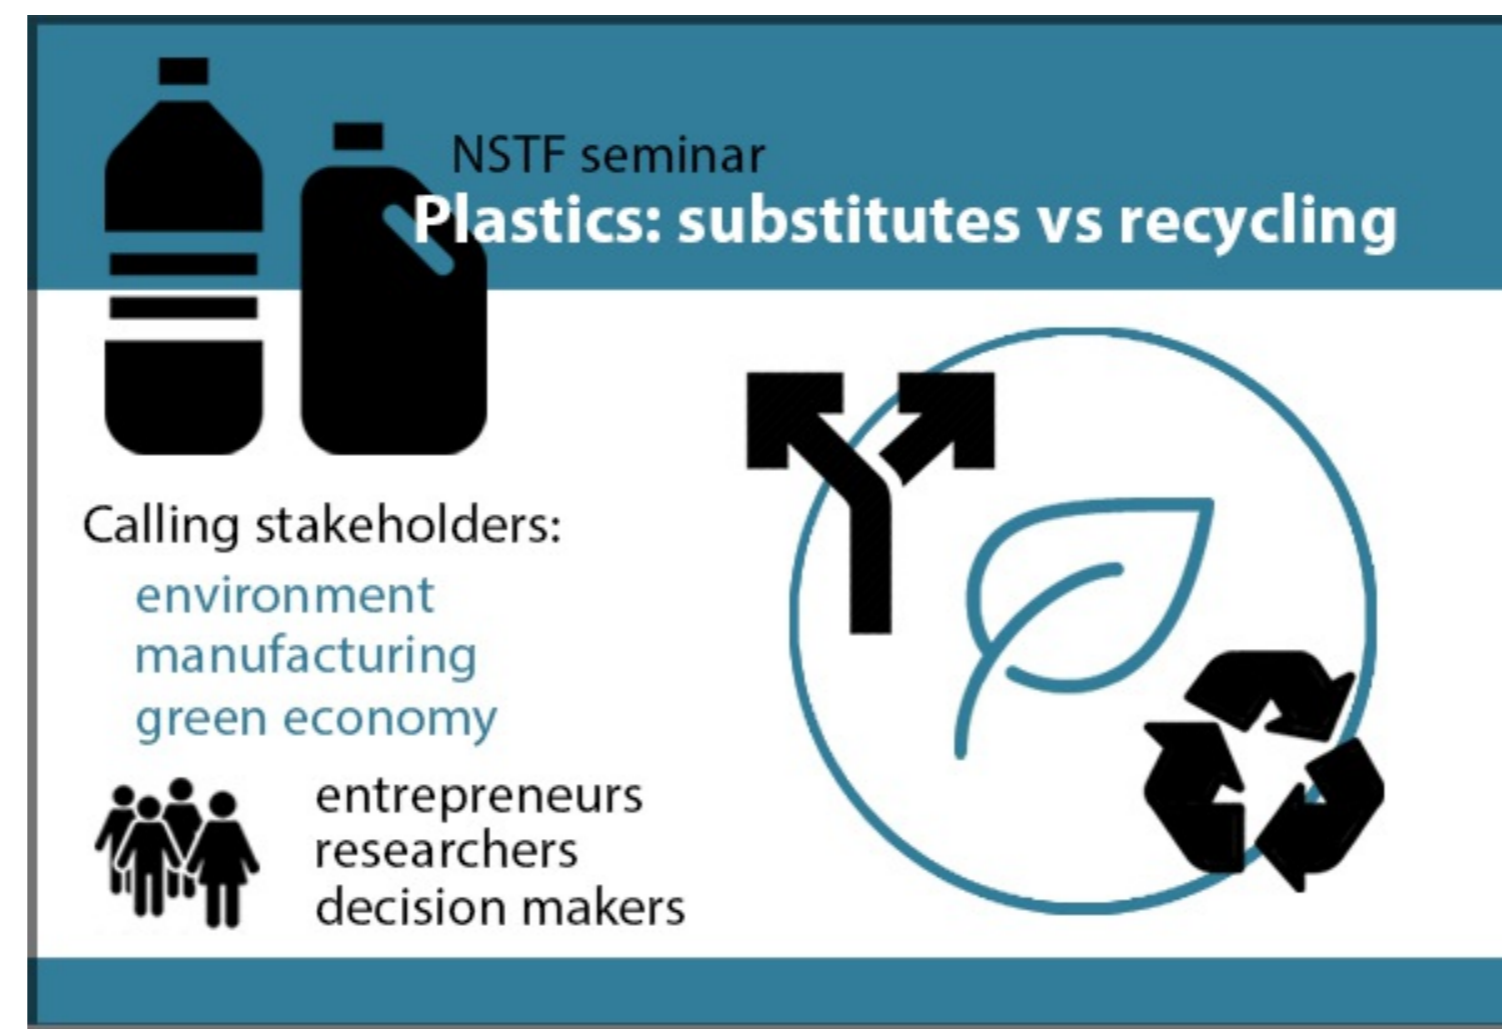 NSTF seminar
Plastics: substitutes vs recycling
Calling stakeholders:
environment
manufacturing
green economy
entrepreneurs
researchers
decision makers